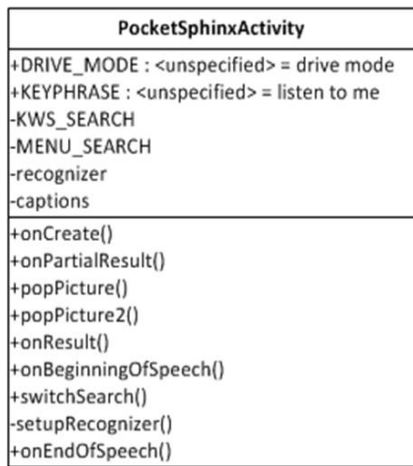 PocketSphinxActivity
+DRIVE_MODE : <unspecified> = drive mode
+KEYPHRASE : <unspecified> = listen to me
-KWS_SEARCH
-MENU_SEARCH
-recognizer
-captions
+onCreate()
+onPartialResult()
+popPicture()
+popPicture2()
+onResult()
+onBeginningOfSpeech()
+switchSearch()
-setupRecognizer()
+onEndOfSpeech()